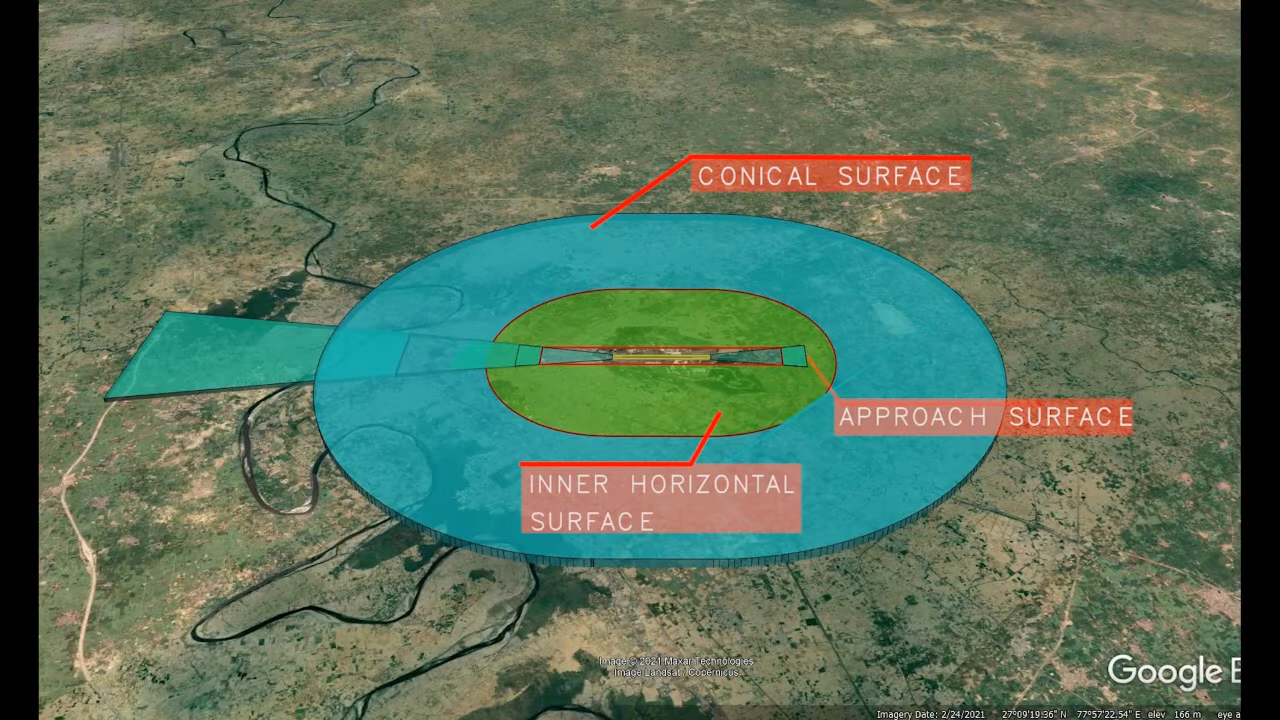 CONICAL SURFACE
APPROACH SURFACE
INNER HORIZONTAL
SURFACE
Image © 2021 Maxar Technologies
Image Landsat / Copernicus
Google E
Imagery Date: 2/24/2021 27°09'19.36" N 77°57'22.54" E elev 166 m eye a